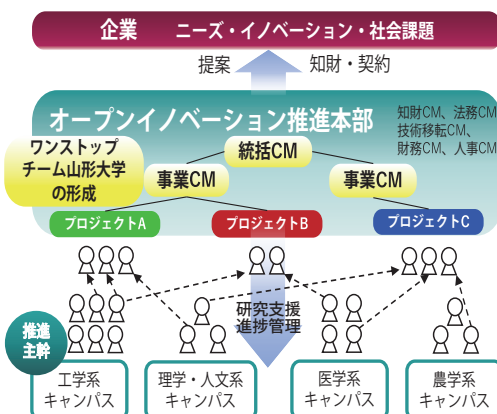 企業 ニーズ・イノベーション・社会課題
提案 知財・契約
オープンイノベーション推進本部
知財CM、法務CM
技術移転CM、
財務CM、人事CM
ワンストップ
チーム山形大学
の形成
統括CM
事業CM 事業CM
プロジェクトA プロジェクトB プロジェクトC
研究支援
進捗管理
推進
主幹
工学系
キャンパス
理学・人文系
キャンパス
医学系
キャンパス
農学系
キャンパス